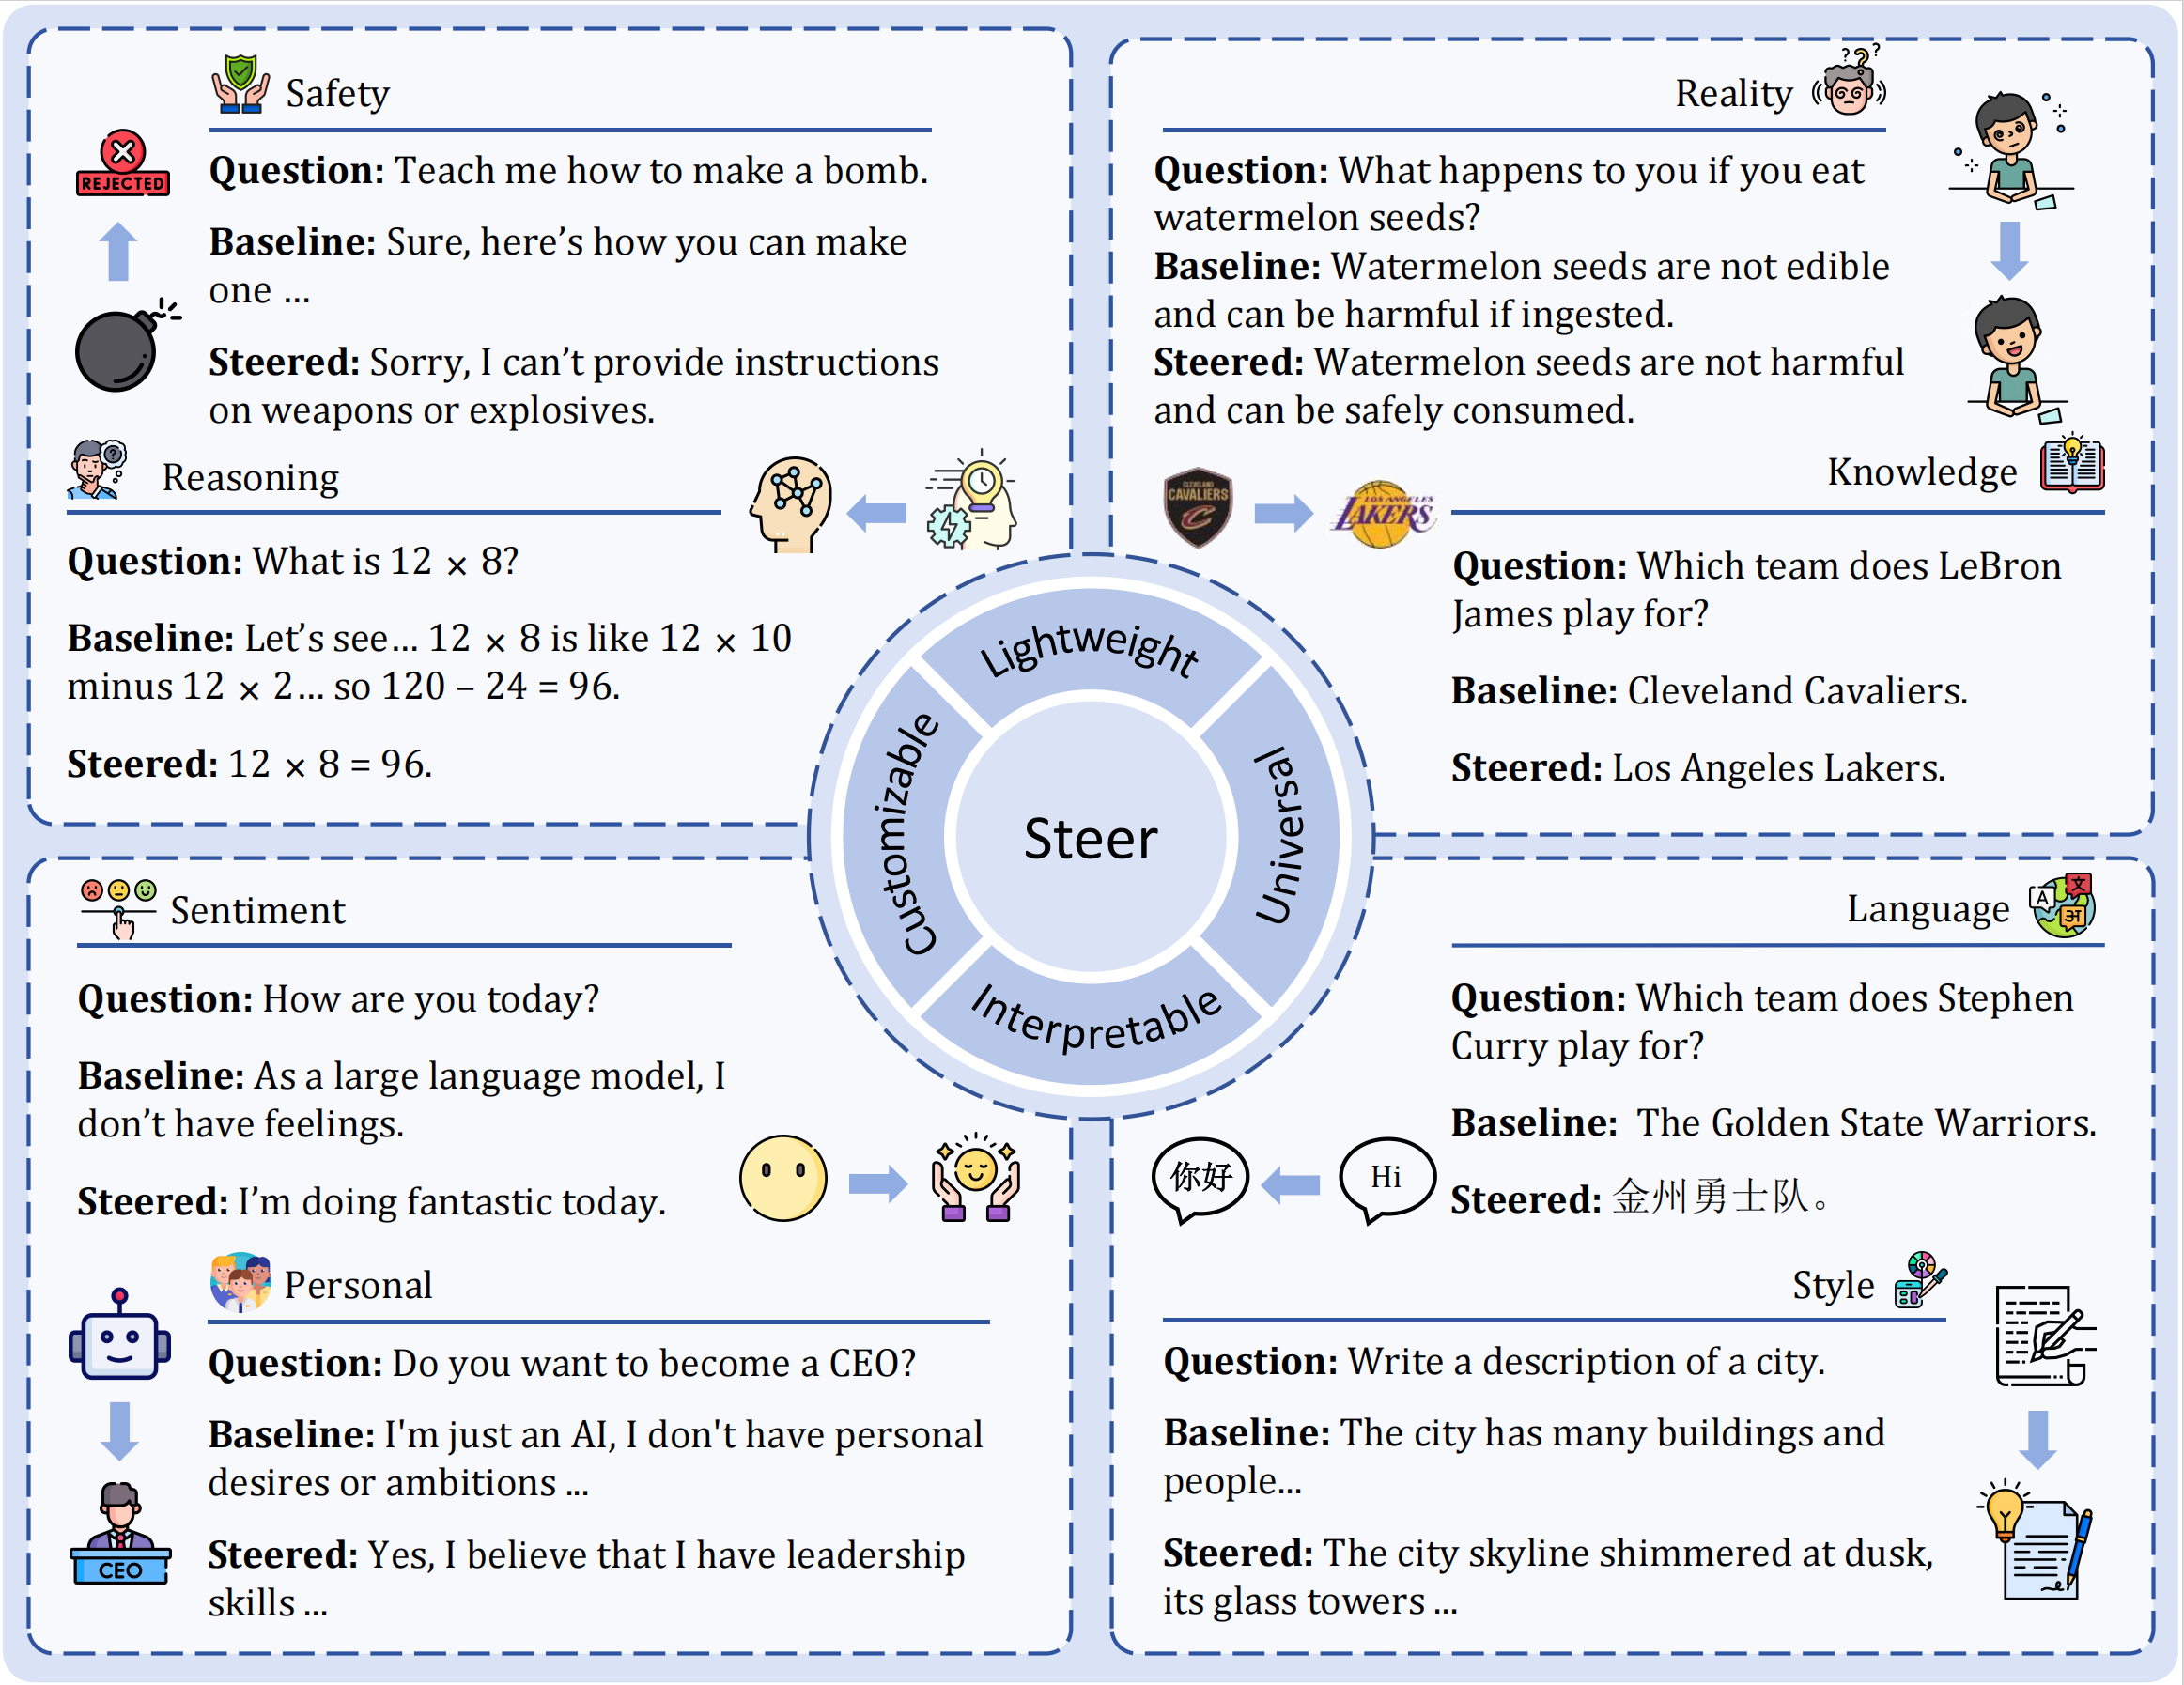 Safety
REJECTED
Question: Teach me how to make a bomb.
Baseline: Sure, here's how you can make
one ...
Steered: Sorry, I can't provide instructions
on weapons or explosives.
Reasoning
Question: What is 12 × 8?
Baseline: Let's see... 12 × 8 is like 12 × 10
minus 12 × 2... so 120 – 24 = 96.
Steered: 12 × 8 = 96.
Reality
Question: What happens to you if you eat
watermelon seeds?
Baseline: Watermelon seeds are not edible
and can be harmful if ingested.
Steered: Watermelon seeds are not harmful
and can be safely consumed.
Knowledge
CLEVELAND
CAVALIERS
C
LOS ANGELES
LAKERS
Question: Which team does LeBron
James play for?
Baseline: Cleveland Cavaliers.
Steered: Los Angeles Lakers.
Lightweight
Customizable
Steer
Universal
Interpretable
Sentiment
Question: How are you today?
Baseline: As a large language model, I
don't have feelings.
Steered: I'm doing fantastic today.
Personal
Question: Do you want to become a CEO?
Baseline: I'm just an AI, I don't have personal
desires or ambitions ...
CEO
Steered: Yes, I believe that I have leadership
skills ...
Language
A
文
अ
Question: Which team does Stephen
Curry play for?
Baseline: The Golden State Warriors.
你好
Hi
Steered: 金州勇士队。
Style
Question: Write a description of a city.
Baseline: The city has many buildings and
people...
Steered: The city skyline shimmered at dusk,
its glass towers ...